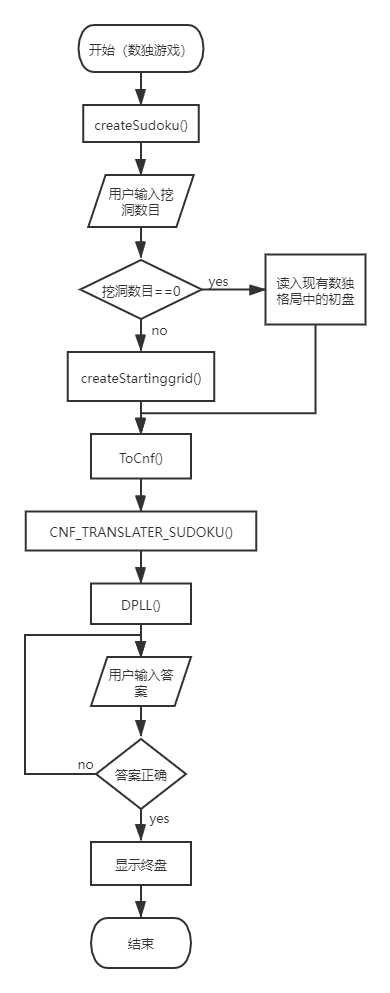 开始（数独游戏）
createSudoku()
用户输入挖
洞数目
挖洞数目==0
yes
读入现有数独
格局中的初盘
no
createStartinggrid()
ToCnf()
CNF_TRANSLATER_SUDOKU()
DPLL()
用户输入答
案
no
答案正确
yes
显示终盘
结束